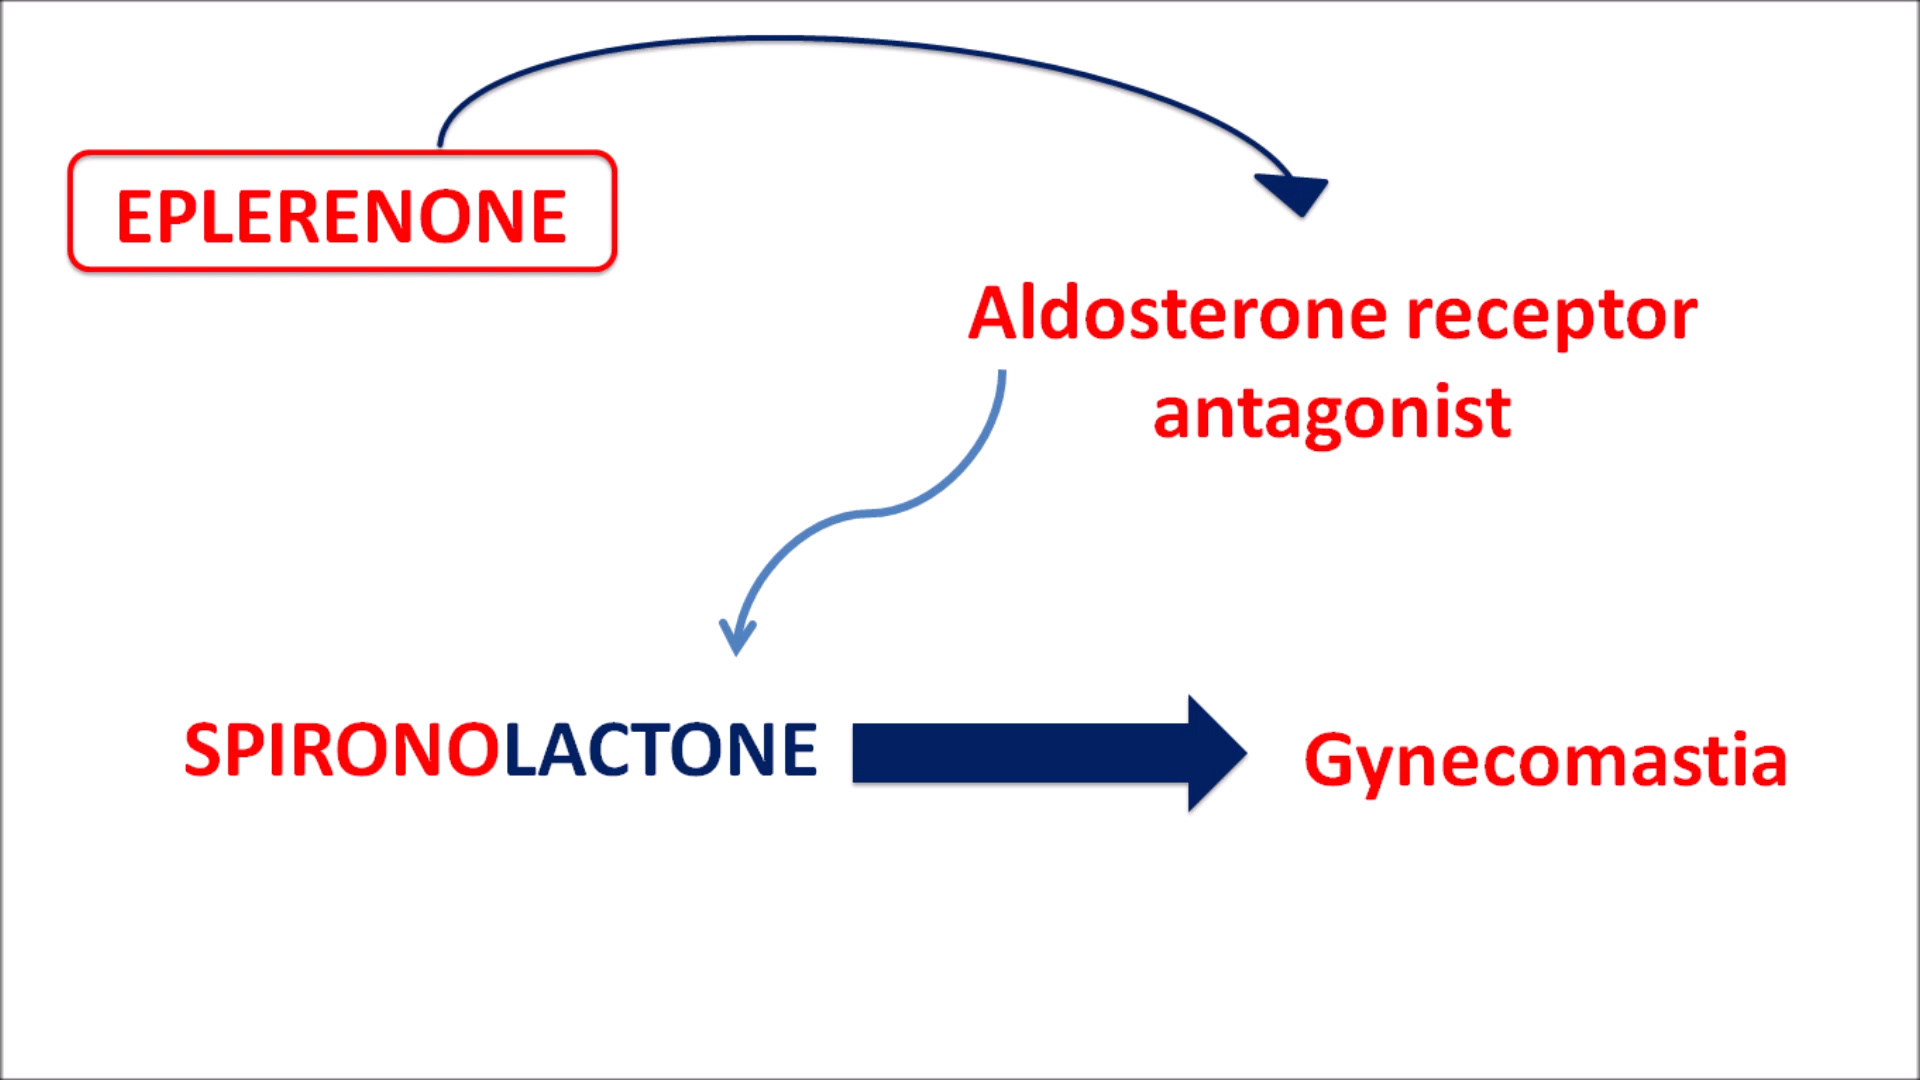 EPLERENONE
Aldosterone receptor
antagonist
SPIRONOLACTONE
Gynecomastia